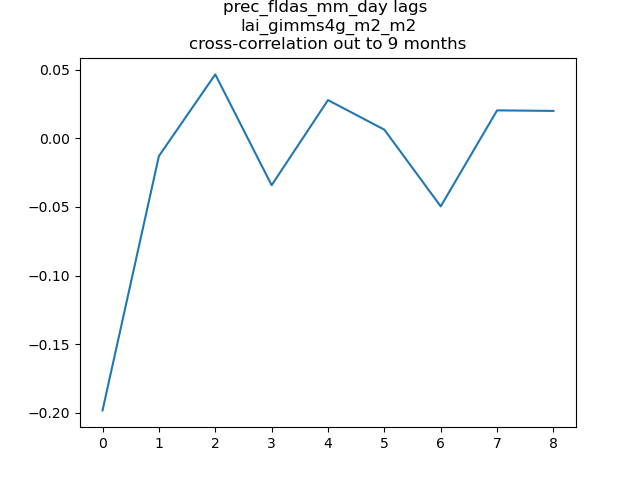 prec_fldas_mm_day lags
lai_gimms4g_m2_m2
cross-correlation out to 9 months
0.05
0.00
−0.05
−0.10
−0.15
−0.20
0 1 2 3 4 5 6 7 8